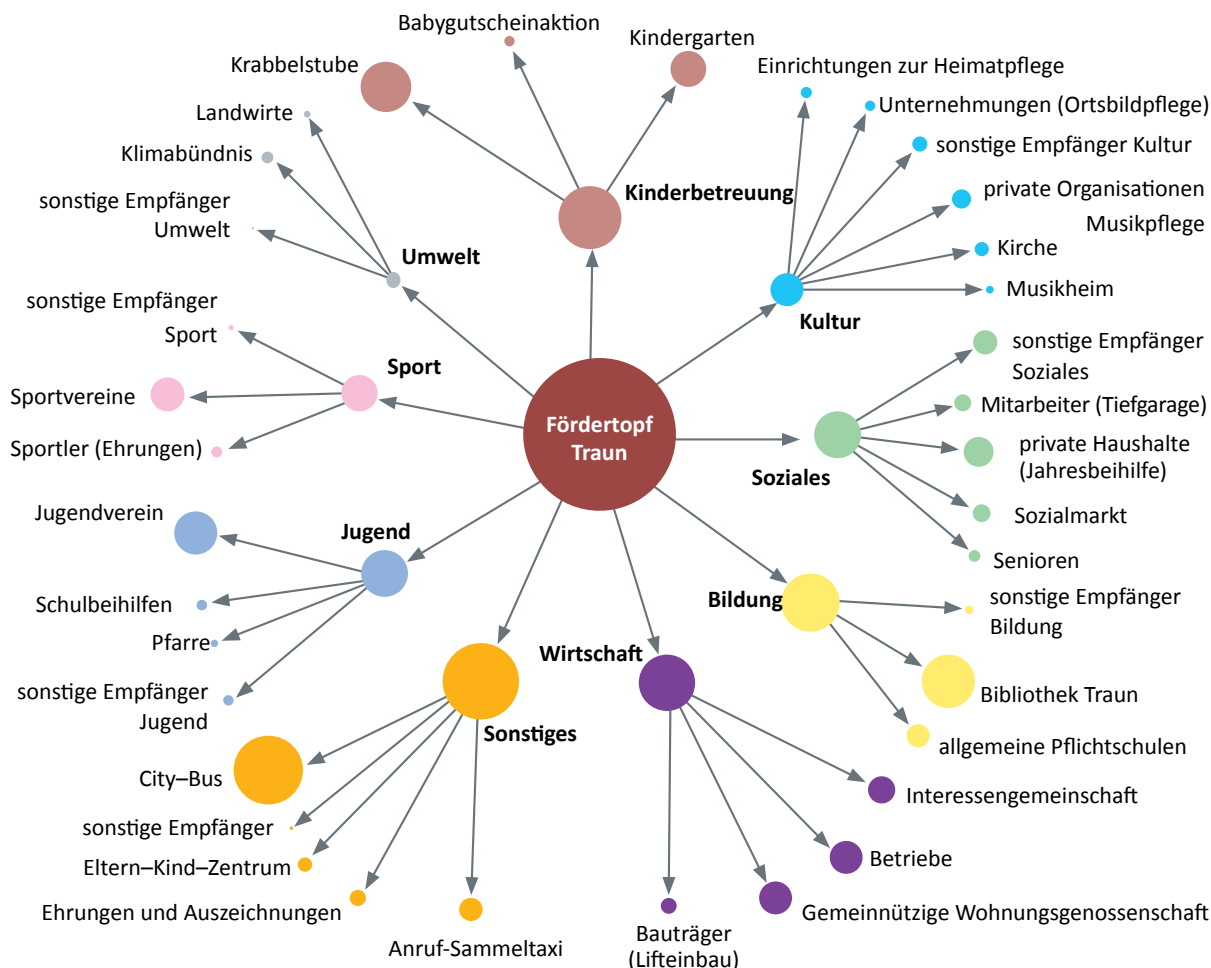 Babygutscheinaktion
Kindergarten
Krabbelstube
Einrichtungen zur Heimatpflege
Landwirte
Unternehmungen (Ortsbildpflege)
Klimabündnis
sonstige Empfänger Kultur
sonstige Empfänger
Umwelt
Kinderbetreuung
private Organisationen
Musikpflege
Umwelt
Kirche
sonstige Empfänger
Sport
Musikheim
Kultur
Sport
sonstige Empfänger
Soziales
Sportvereine
Mitarbeiter (Tiefgarage)
Fördertopf
Traun
Sportler (Ehrungen)
private Haushalte
(Jahresbeihilfe)
Soziales
Jugendverein
Jugend
Sozialmarkt
Senioren
Schulbeihilfen
Bildung
sonstige Empfänger
Bildung
Pfarre
Wirtschaft
sonstige Empfänger
Jugend
Bibliothek Traun
Sonstiges
allgemeine Pflichtschulen
City–Bus
Interessengemeinschaft
sonstige Empfänger
Eltern–Kind–Zentrum
Betriebe
Ehrungen und Auszeichnungen
Gemeinnützige Wohnungsgenossenschaft
Anruf-Sammeltaxi
Bauträger
(Lifteinbau)